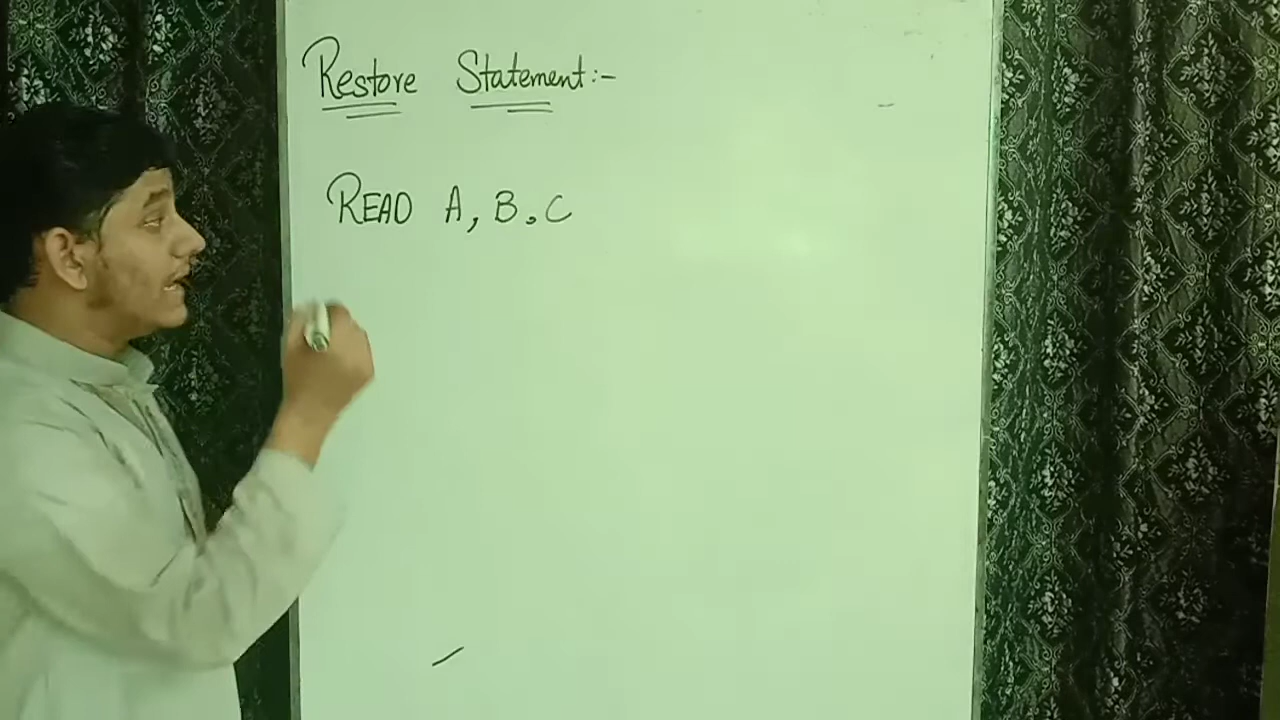 Restore Statement:-
READ A, B, C